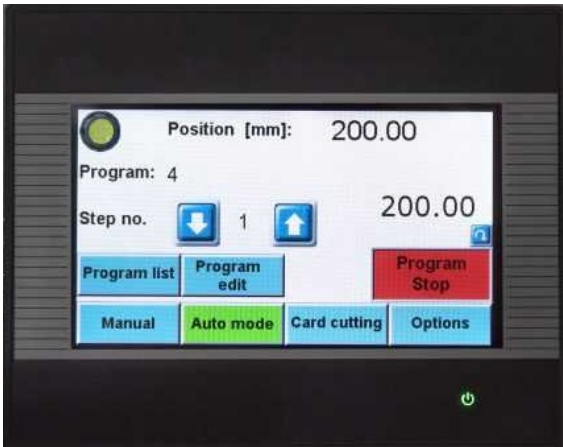 Position [mm]: 200.00
Program: 4
Step no. 1 200.00
Program list
Program
edit
Program
Stop
Manual Auto mode Card cutting Options